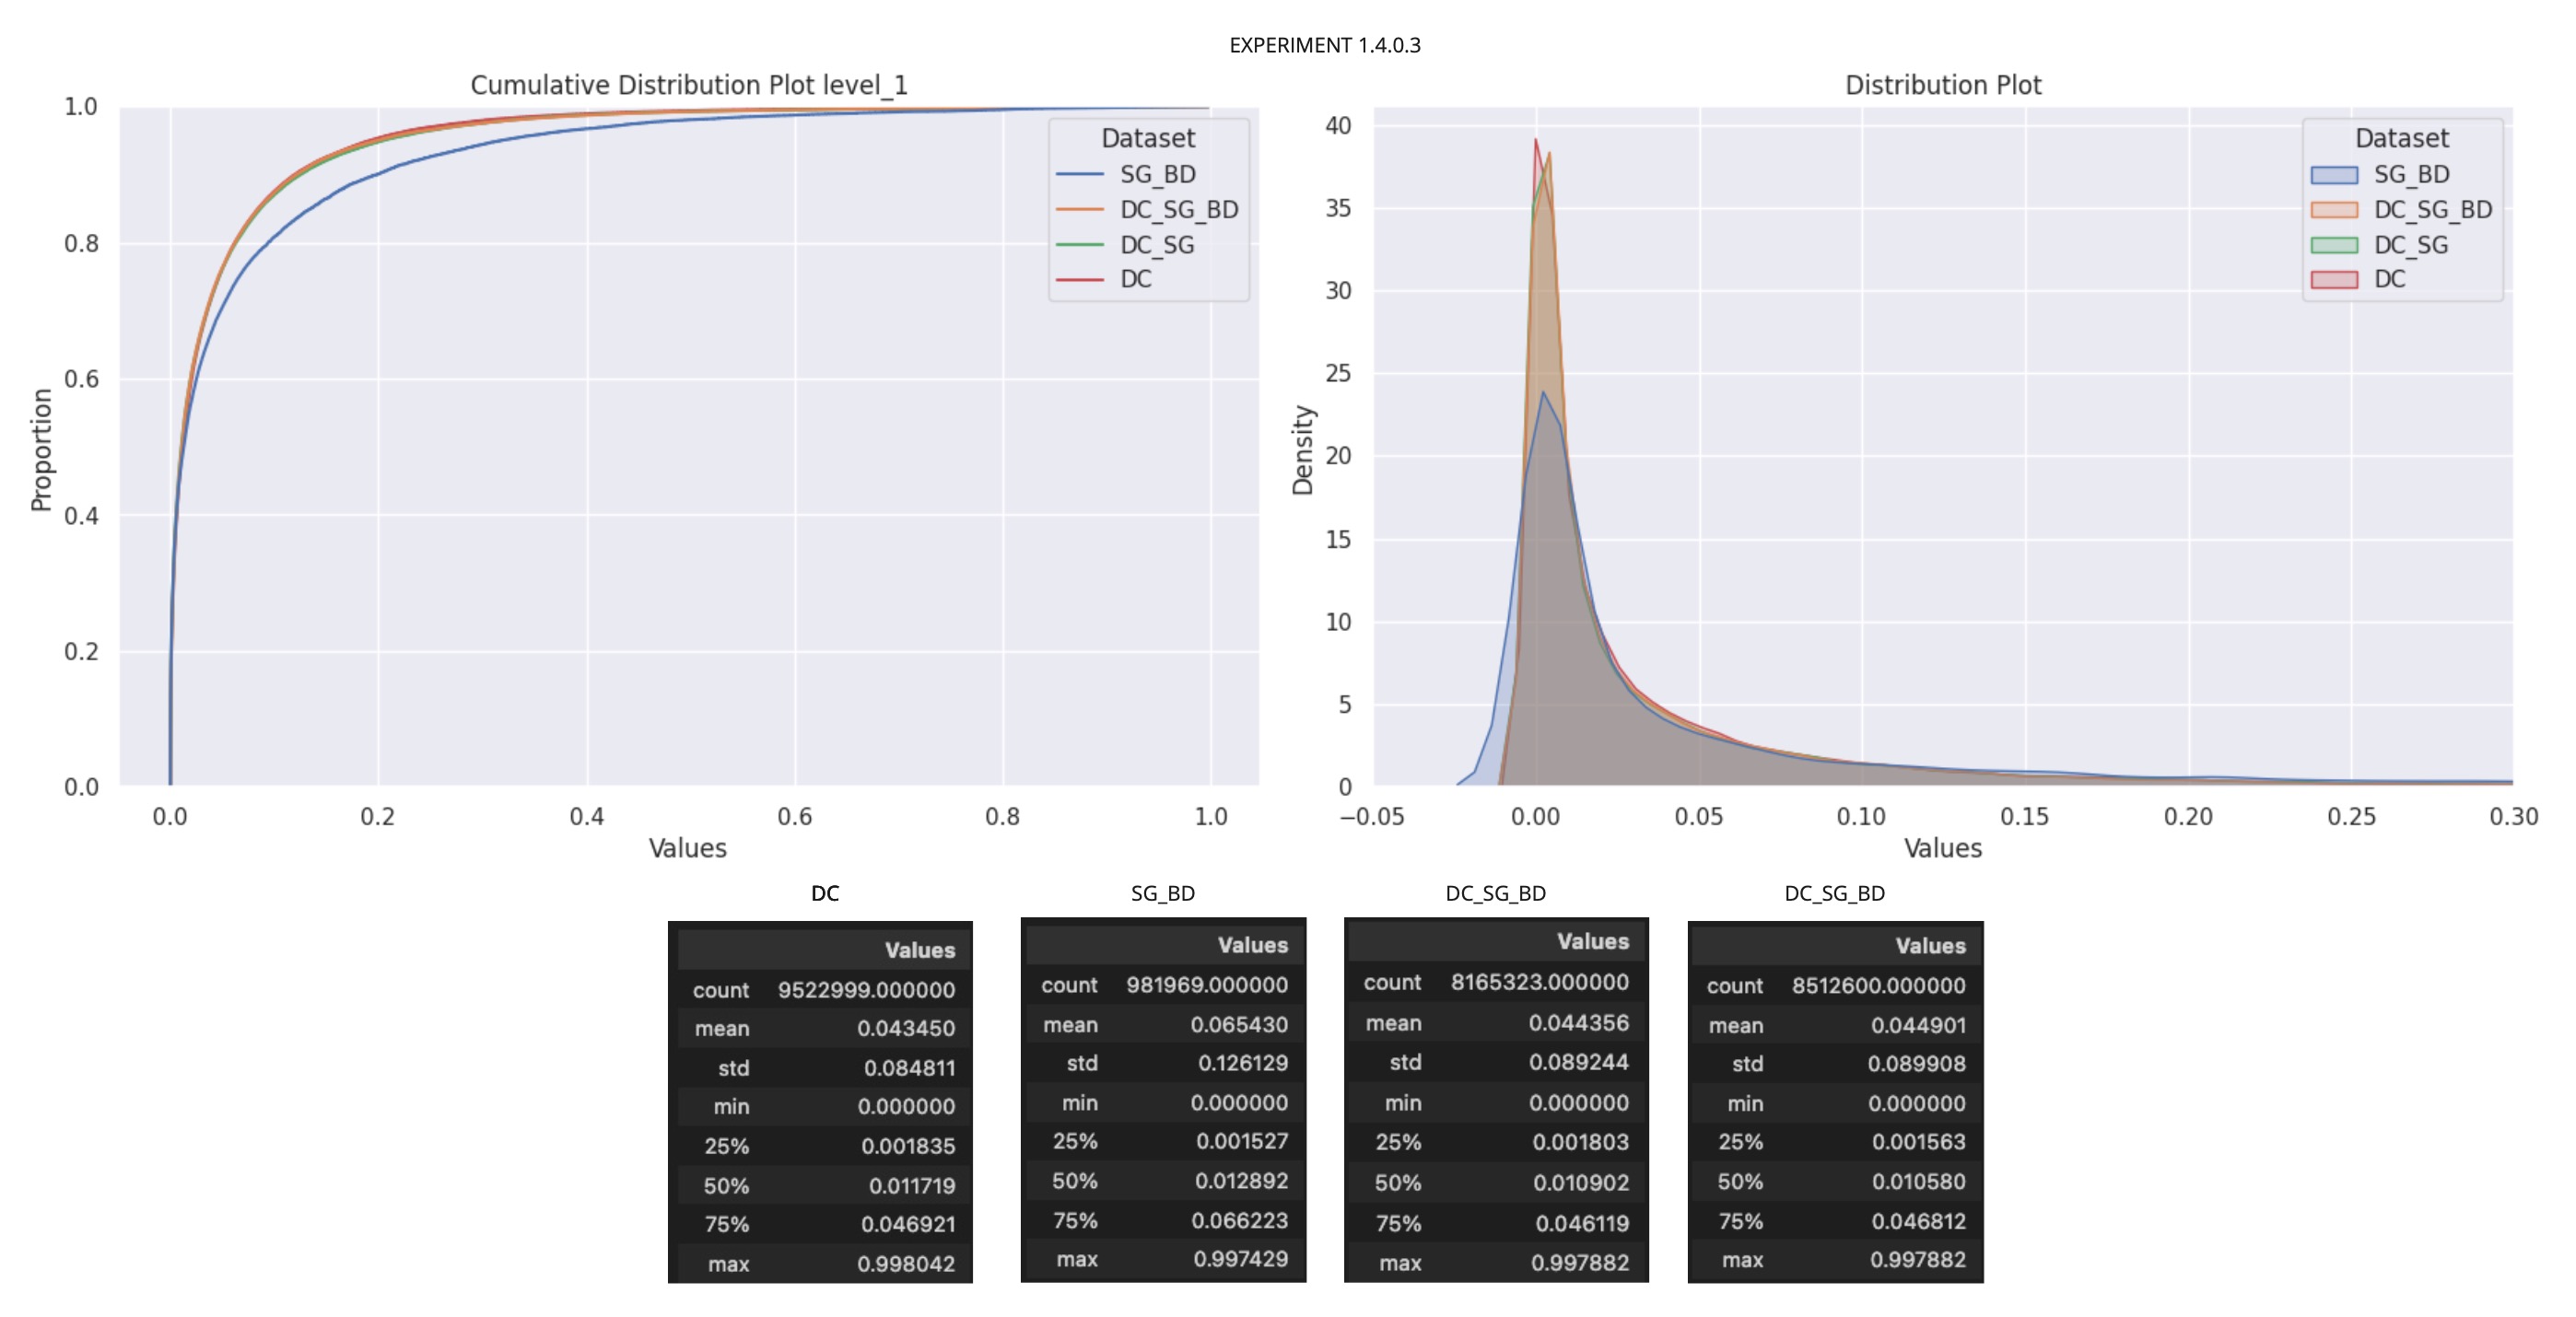 EXPERIMENT 1.4.0.3
Cumulative Distribution Plot level_1
1.0
0.8
0.6
0.4
0.2
0.0
Proportion
0.0 0.2 0.4 0.6 0.8 1.0
Values
Dataset
SG_BD
DC_SG_BD
DC_SG
DC
Distribution Plot
40
35
30
25
20
15
10
5
0
Density
−0.05 0.00 0.05 0.10 0.15 0.20 0.25 0.30
Values
Dataset
SG_BD
DC_SG_BD
DC_SG
DC
DC
Values
count 9522999.000000
mean 0.043450
std 0.084811
min 0.000000
25% 0.001835
50% 0.011719
75% 0.046921
max 0.998042
SG_BD
Values
count 981969.000000
mean 0.065430
std 0.126129
min 0.000000
25% 0.001527
50% 0.012892
75% 0.066223
max 0.997429
DC_SG_BD
Values
count 8165323.000000
mean 0.044356
std 0.089244
min 0.000000
25% 0.001803
50% 0.010902
75% 0.046119
max 0.997882
DC_SG_BD
Values
count 8512600.000000
mean 0.044901
std 0.089908
min 0.000000
25% 0.001563
50% 0.010580
75% 0.046812
max 0.997882